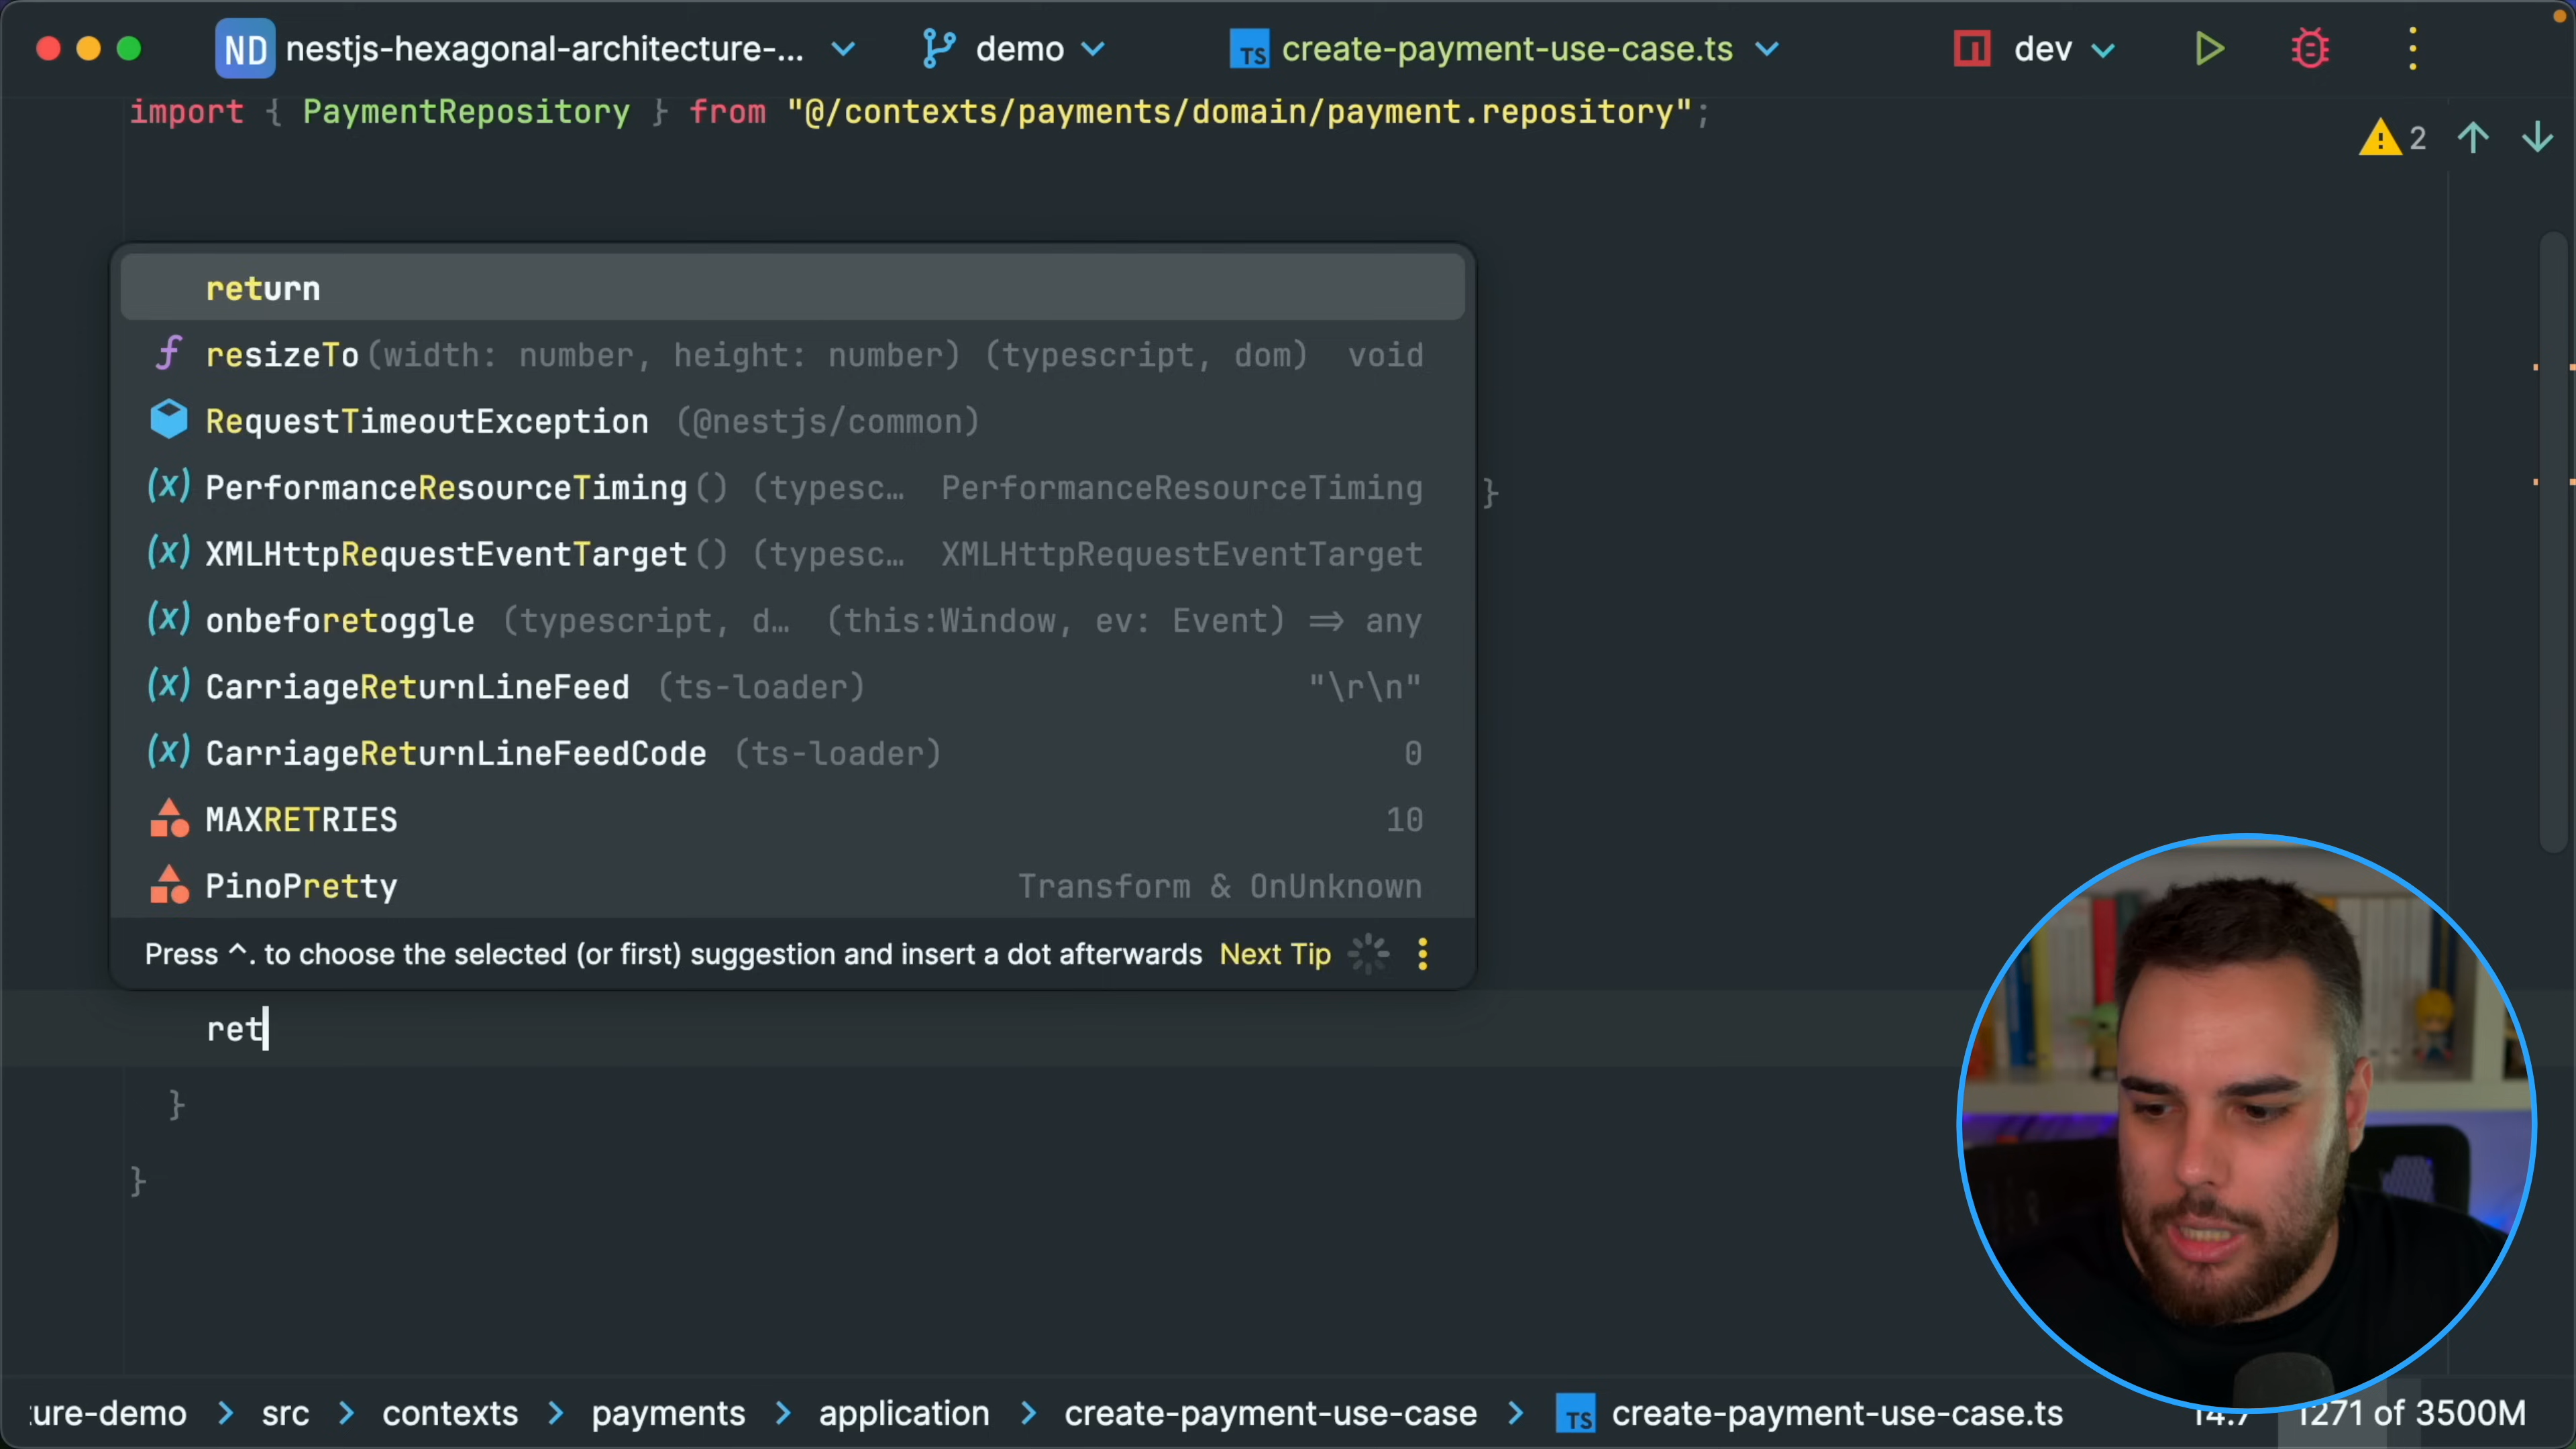 ND nestjs-hexagonal-architecture-... demo TS create-payment-use-case.ts dev
import { PaymentRepository } from "@/contexts/payments/domain/payment.repository";
2
return
f resizeTo(width: number, height: number) (typescript, dom) void
RequestTimeoutException (@nestjs/common)
(x) PerformanceResourceTiming() (typesc… PerformanceResourceTiming
}
(x) XMLHttpRequestEventTarget() (typesc… XMLHttpRequestEventTarget
(x) onbeforetoggle (typescript, d… (this:Window, ev: Event) => any
(x) CarriageReturnLineFeed (ts-loader) "\r\n"
(x) CarriageReturnLineFeedCode (ts-loader) 0
MAXRETRIES 10
PinoPretty Transform & OnUnknown
Press ^. to choose the selected (or first) suggestion and insert a dot afterwards Next Tip
ret
}
}
ure-demo > src > contexts > payments > application > create-payment-use-case > TS create-payment-use-case.ts 1271 of 3500M